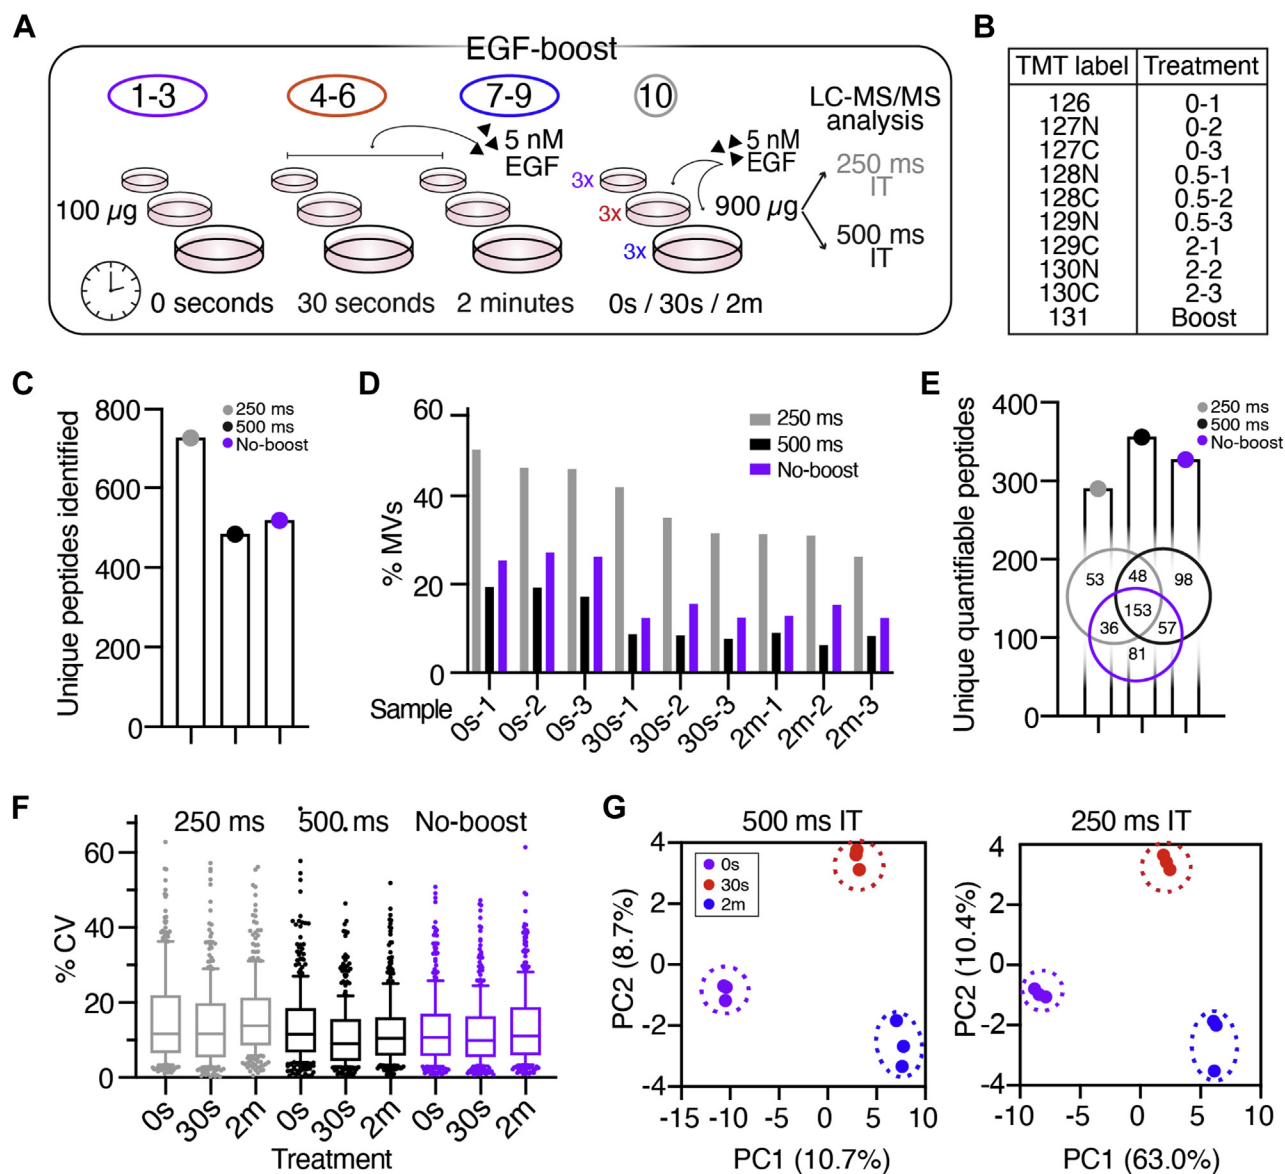 A
EGF-boost
1-3
4-6
7-9
10
5 nM
EGF
5 nM
EGF
LC-MS/MS
analysis
250 ms
IT
500 ms
IT
100 µg
3x
3x
3x
900 µg
0 seconds
30 seconds
2 minutes
0s / 30s / 2m
B
TMT label Treatment
126 0-1
127N 0-2
127C 0-3
128N 0.5-1
128C 0.5-2
129N 0.5-3
129C 2-1
130N 2-2
130C 2-3
131 Boost
C
Unique peptides identified
800
600
400
200
0
250 ms
500 ms
No-boost
D
% MVs
60
40
20
0
250 ms
500 ms
No-boost
Sample
0s-1
0s-2
0s-3
30s-1
30s-2
30s-3
2m-1
2m-2
2m-3
E
Unique quantifiable peptides
400
300
200
100
0
250 ms
500 ms
No-boost
53
48
98
153
36
57
81
F
250 ms
500 ms
No-boost
% CV
60
40
20
0
0s
30s
2m
0s
30s
2m
0s
30s
2m
Treatment
G
500 ms IT
0s
30s
2m
PC2 (8.7%)
4
2
0
-2
-4
-15 -10 -5 0 5 10
PC1 (10.7%)
250 ms IT
PC2 (10.4%)
4
2
0
-2
-4
-10 -5 0 5 10
PC1 (63.0%)